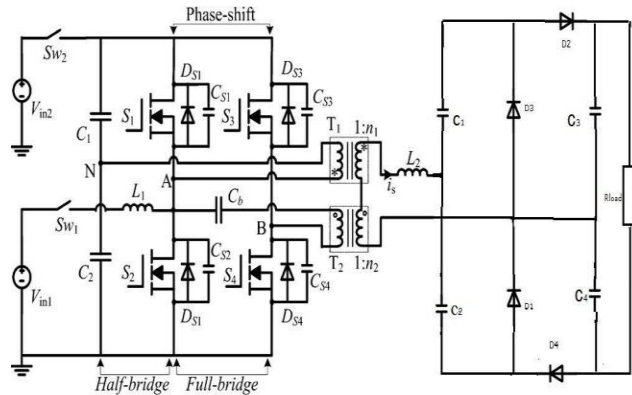 Phase-shift
Sw2
DS1
DS3
D2
Vin2
S1
CS1
S3
CS3
C1
C1
D3
C3
T1
1:n1
N
A
L2
is
L1
Cb
Sw1
B
Rload
C2
S2
CS2
S4
CS4
T2
1:n2
C2
D1
C4
Vin1
DS1
DS4
D4
Half-bridge
Full-bridge